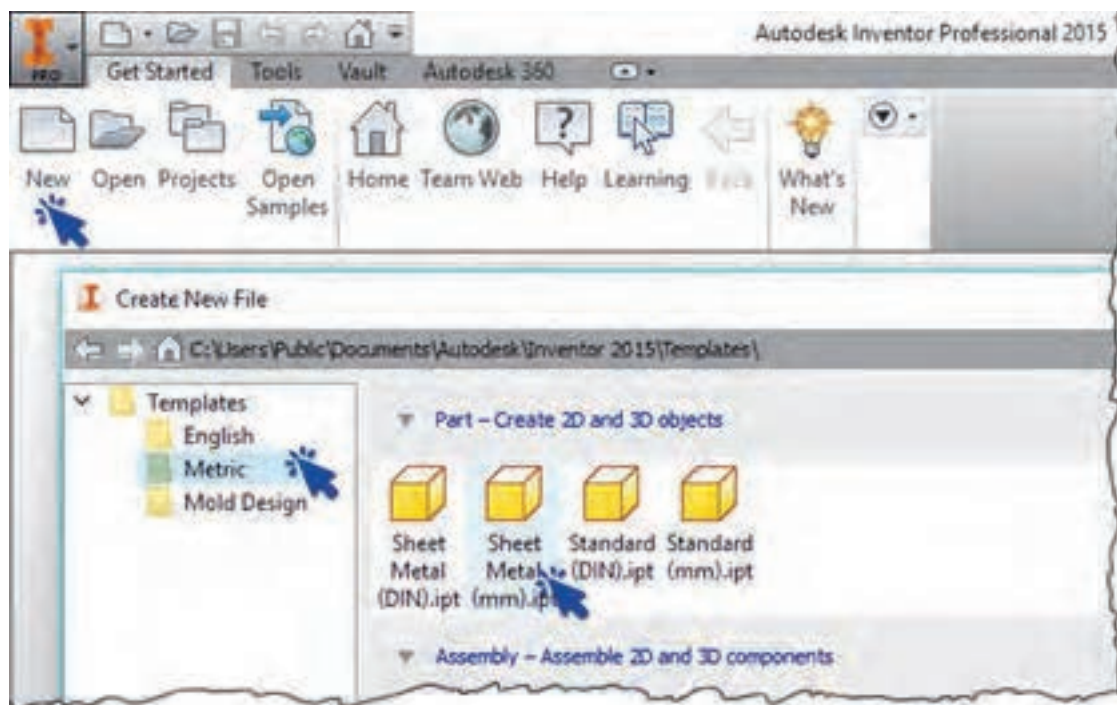 Autodesk Inventor Professional 2015
PRO
Get Started Tools Vault Autodesk 360
New Open Projects Open Samples Home Team Web Help Learning Back What's New
Create New File
C:\Users\Public\Documents\Autodesk\Inventor 2015\Templates\
Templates
English
Metric
Mold Design
Part – Create 2D and 3D objects
Sheet Metal (DIN).ipt
Sheet Metal (mm).ipt
Standard (DIN).ipt
Standard (mm).ipt
Assembly – Assemble 2D and 3D components